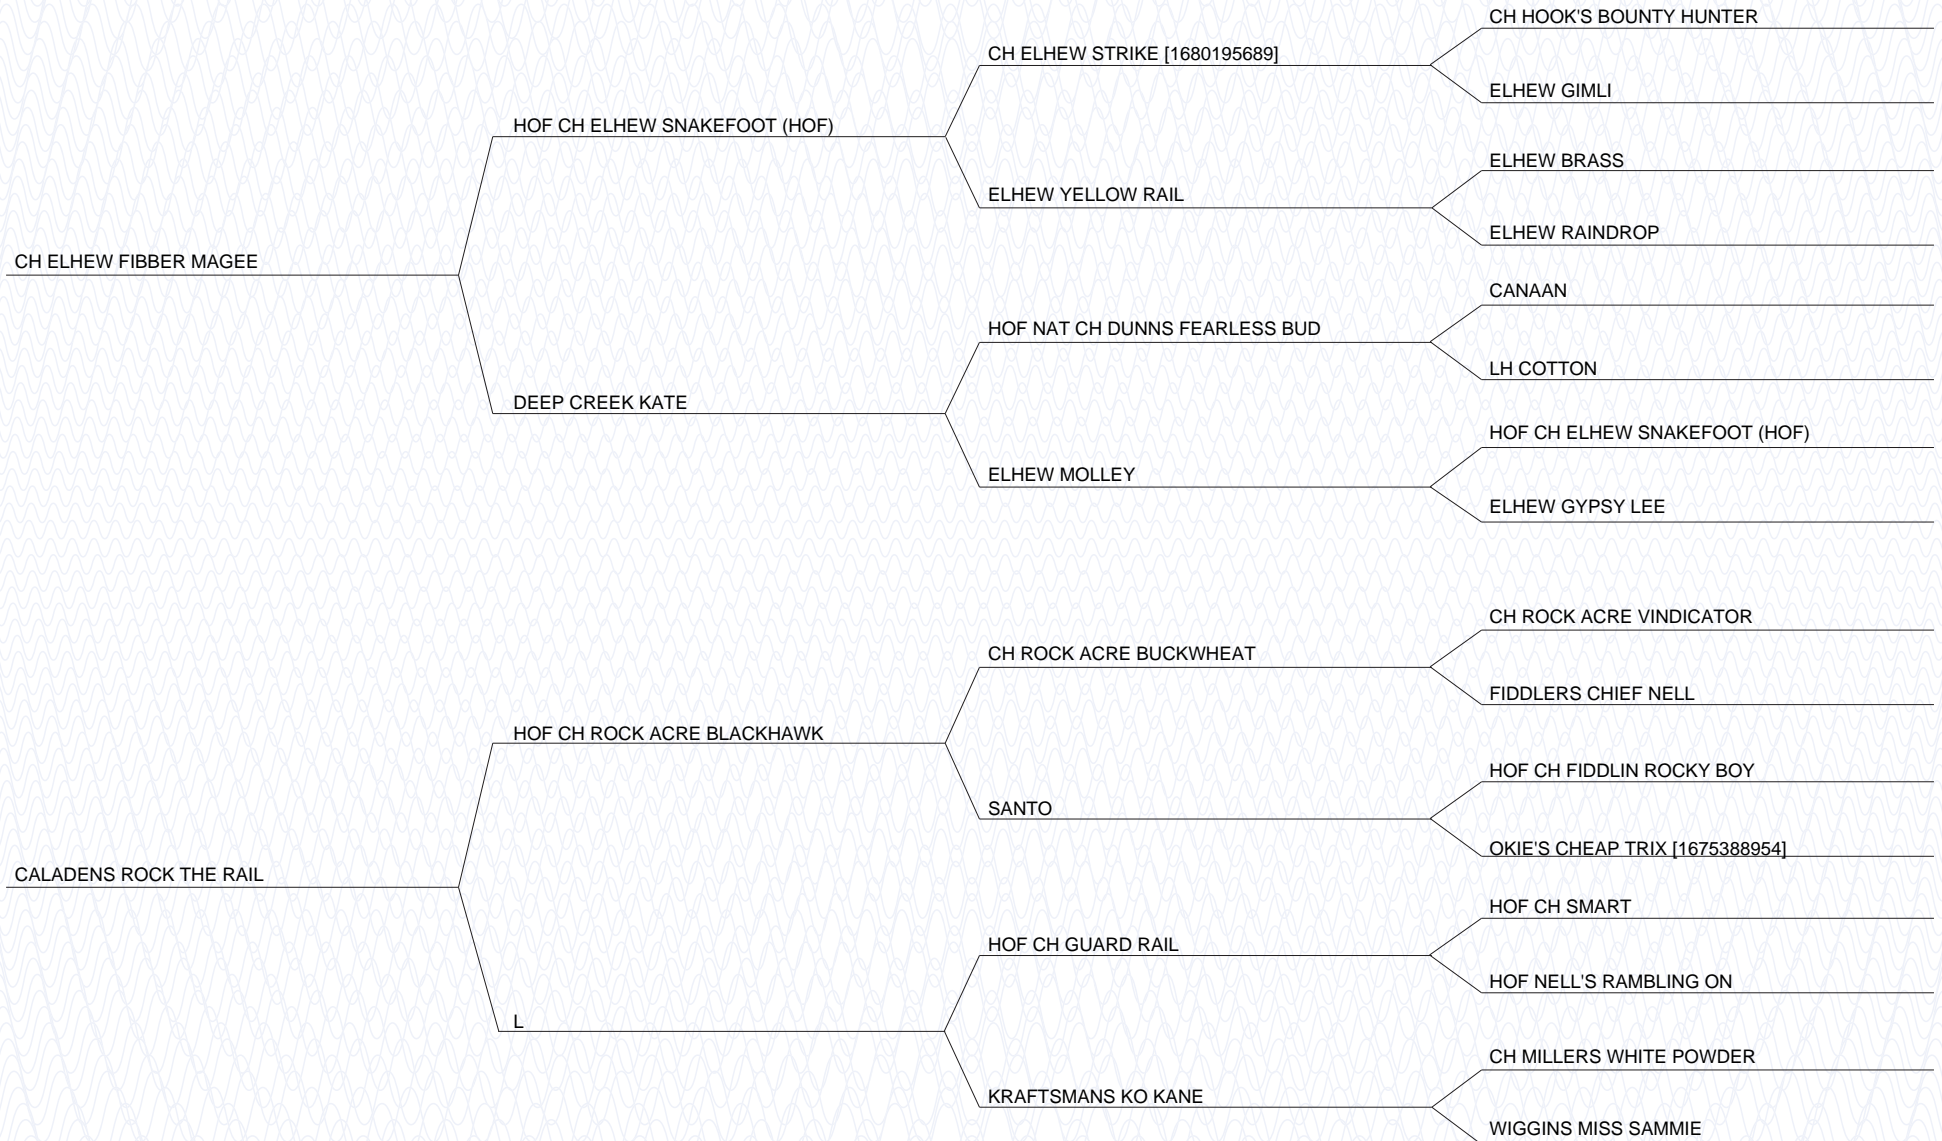 CH HOOK'S BOUNTY HUNTER
CH ELHEW STRIKE [1680195689]
ELHEW GIMLI
HOF CH ELHEW SNAKEFOOT (HOF)
ELHEW BRASS
ELHEW YELLOW RAIL
ELHEW RAINDROP
CH ELHEW FIBBER MAGEE
CANAAN
HOF NAT CH DUNNS FEARLESS BUD
LH COTTON
DEEP CREEK KATE
HOF CH ELHEW SNAKEFOOT (HOF)
ELHEW MOLLEY
ELHEW GYPSY LEE
CH ROCK ACRE VINDICATOR
CH ROCK ACRE BUCKWHEAT
FIDDLERS CHIEF NELL
HOF CH ROCK ACRE BLACKHAWK
HOF CH FIDDLIN ROCKY BOY
SANTO
OKIE'S CHEAP TRIX [1675388954]
CALADENS ROCK THE RAIL
HOF CH SMART
HOF CH GUARD RAIL
HOF NELL'S RAMBLING ON
L
CH MILLERS WHITE POWDER
KRAFTSMANS KO KANE
WIGGINS MISS SAMMIE